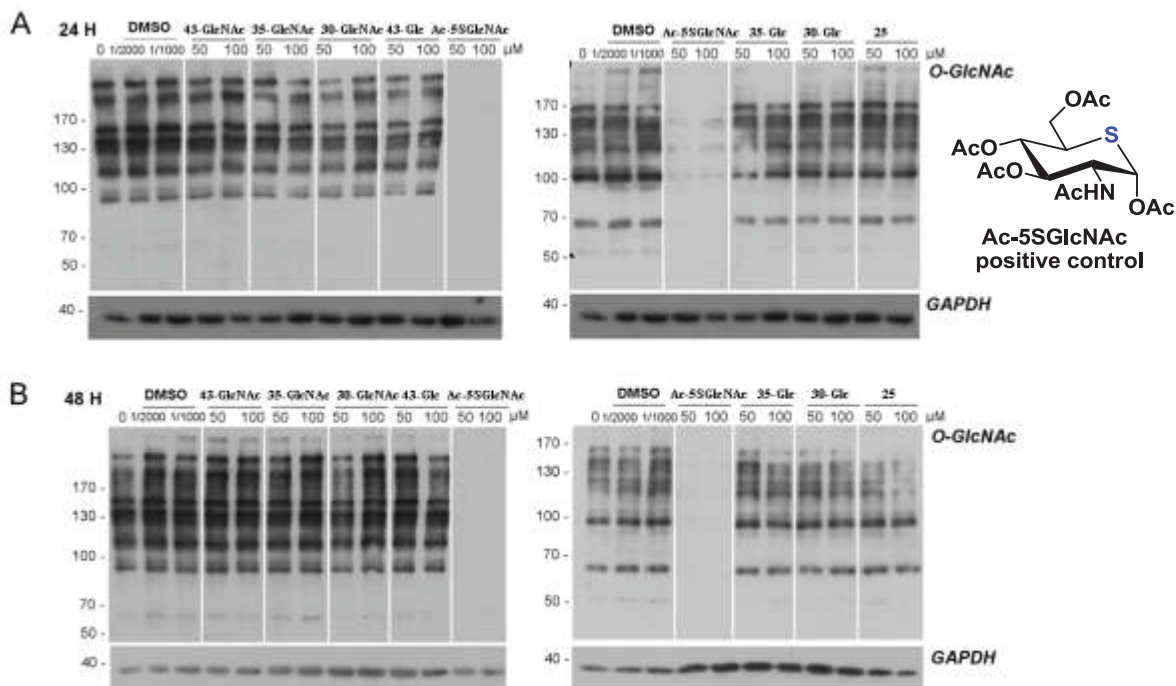 A
24 H
DMSO 43-GlcNAc 35-GlcNAc 30-GlcNAc 43-Glc Ac-5SGlcNAc
0 1/2000 1/1000 50 100 50 100 50 100 50 100 50 100 µM
170 -
130 -
100 -
70 -
50 -
40 -
DMSO Ac-5SGlcNAc 35-Glc 30-Glc 25
0 1/2000 1/1000 50 100 50 100 50 100 50 100 µM
O-GlcNAc
170 -
130 -
100 -
70 -
50 -
40 -
GAPDH
OAc
S
AcO
AcO
AcHN
OAc
Ac-5SGlcNAc
positive control
B
48 H
DMSO 43-GlcNAc 35-GlcNAc 30-GlcNAc 43-Glc Ac-5SGlcNAc
0 1/2000 1/1000 50 100 50 100 50 100 50 100 50 100 µM
170 -
130 -
100 -
70 -
50 -
40 -
DMSO Ac-5SGlcNAc 35-Glc 30-Glc 25
0 1/2000 1/1000 50 100 50 100 50 100 50 100 µM
O-GlcNAc
170 -
130 -
100 -
70 -
50 -
40 -
GAPDH